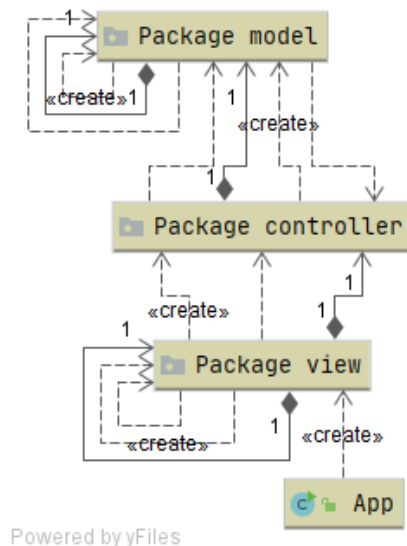 1
Package model
«create»
1
1
«create»
1
Package controller
1
«create»
1
1
Package view
1
«create»
«create»
C
App
Powered by yFiles